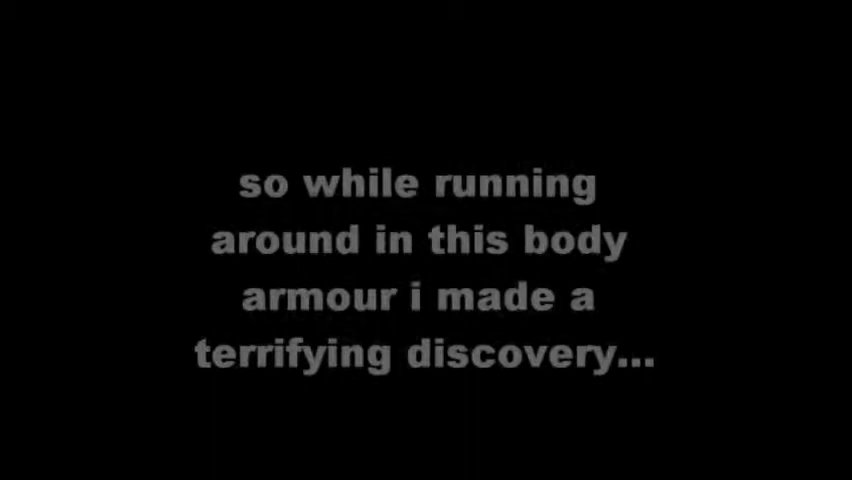 so while running
around in this body
armour i made a
terrifying discovery...